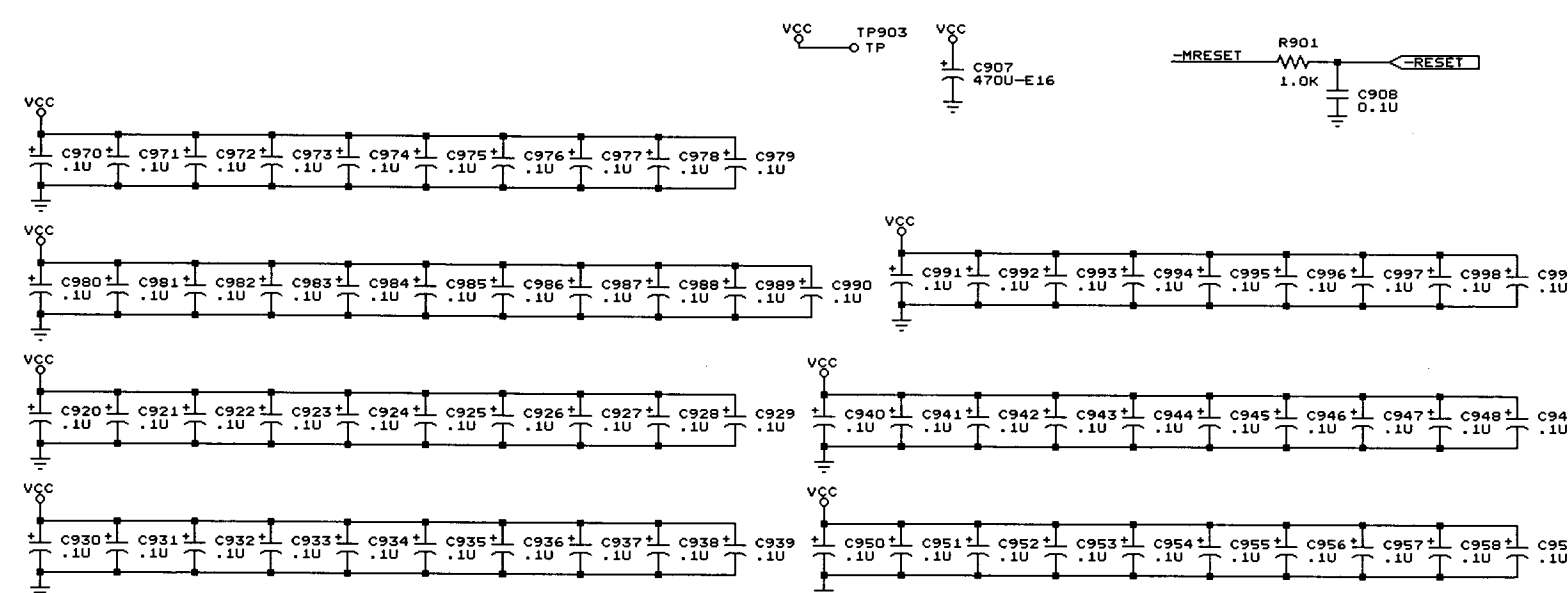 VCC
TP903
TP
VCC
C907
470U-E16
-MRESET
R901
1.0K
-RESET
C908
0.1U
VCC
+ C970 + C971 + C972 + C973 + C974 + C975 + C976 + C977 + C978 + C979
.1U .1U .1U .1U .1U .1U .1U .1U .1U .1U
VCC
+ C980 + C981 + C982 + C983 + C984 + C985 + C986 + C987 + C988 + C989 + C990
.1U .1U .1U .1U .1U .1U .1U .1U .1U .1U .1U
VCC
+ C991 + C992 + C993 + C994 + C995 + C996 + C997 + C998 + C99
.1U .1U .1U .1U .1U .1U .1U .1U .1U
VCC
+ C920 + C921 + C922 + C923 + C924 + C925 + C926 + C927 + C928 + C929
.1U .1U .1U .1U .1U .1U .1U .1U .1U .1U
VCC
+ C940 + C941 + C942 + C943 + C944 + C945 + C946 + C947 + C948 + C94
.1U .1U .1U .1U .1U .1U .1U .1U .1U .1U
VCC
+ C930 + C931 + C932 + C933 + C934 + C935 + C936 + C937 + C938 + C939
.1U .1U .1U .1U .1U .1U .1U .1U .1U .1U
VCC
+ C950 + C951 + C952 + C953 + C954 + C955 + C956 + C957 + C958 + C95
.1U .1U .1U .1U .1U .1U .1U .1U .1U .1U